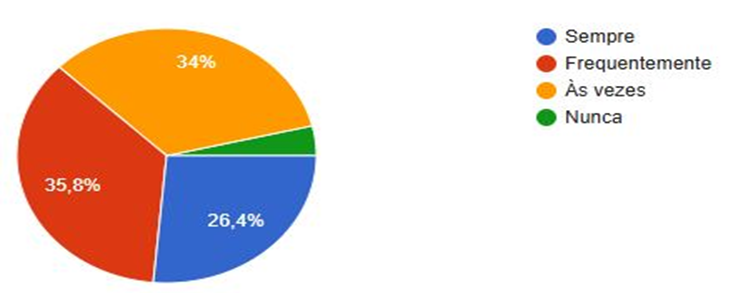 34%
35,8%
26,4%
Sempre
Frequentemente
Às vezes
Nunca